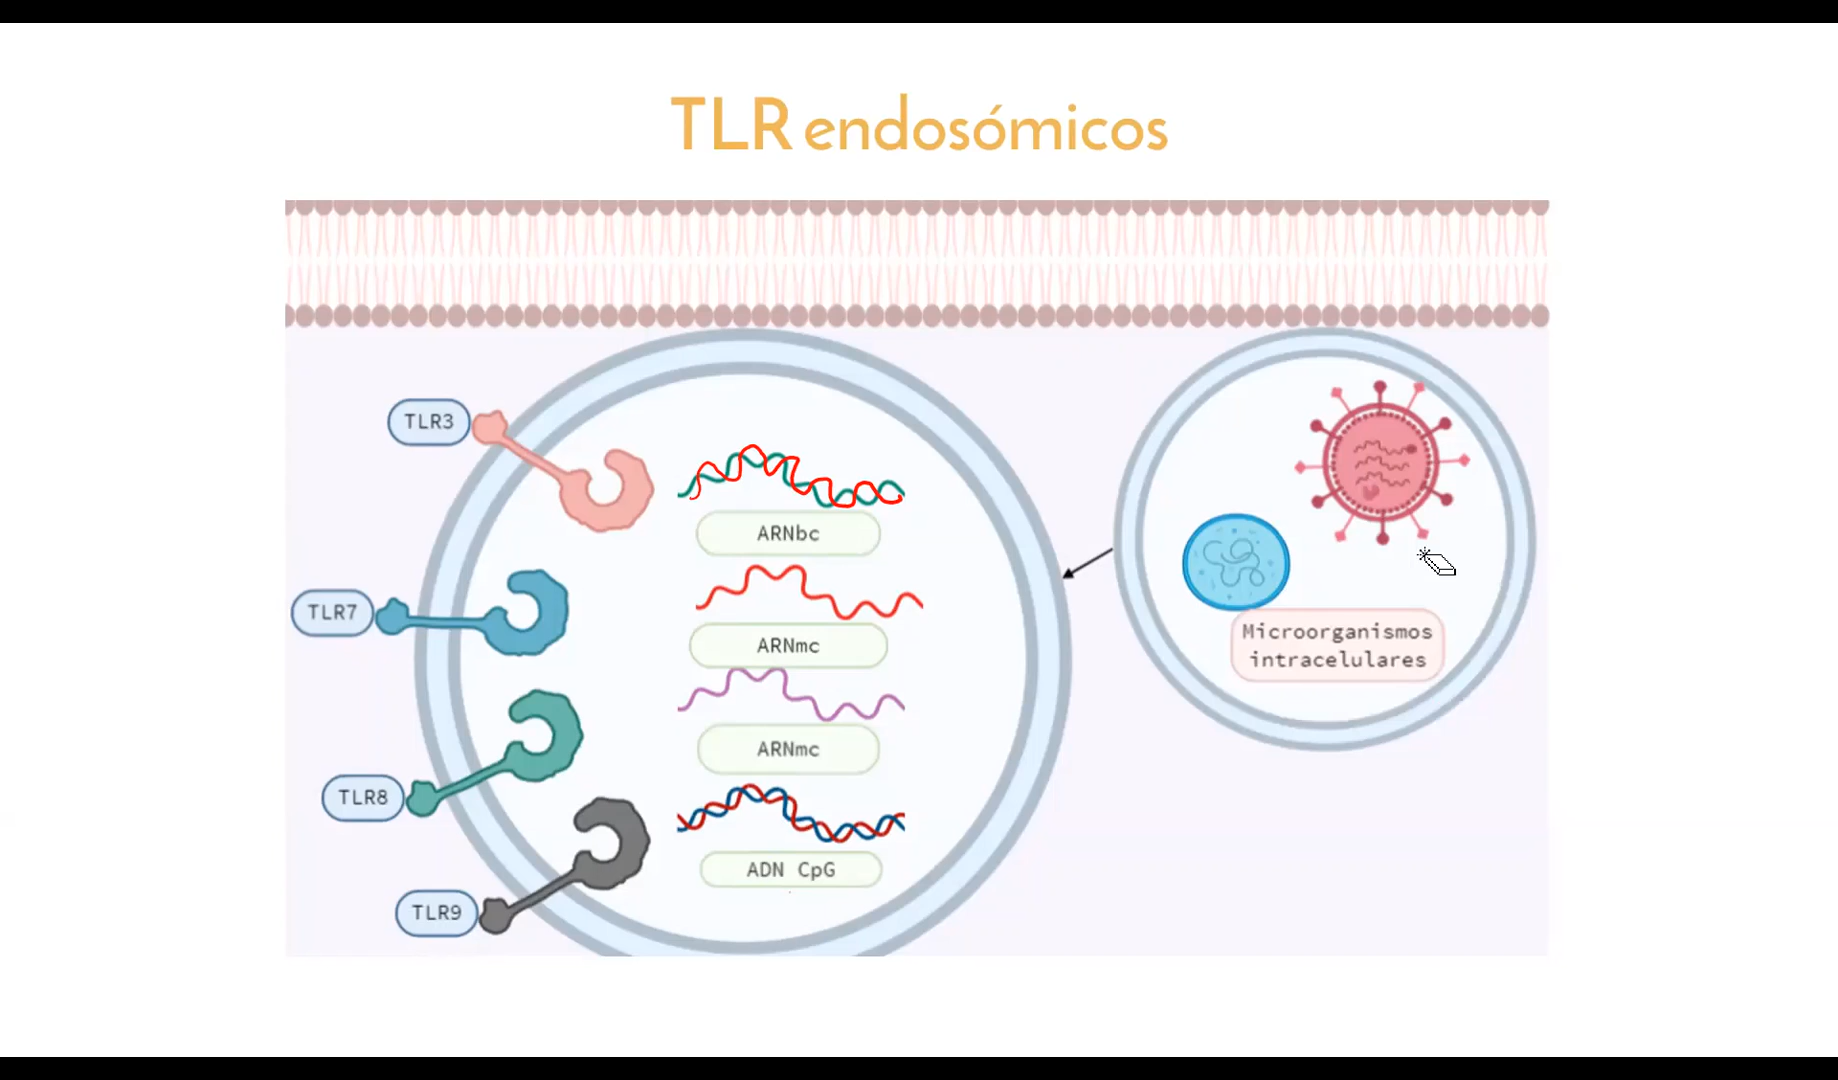 TLR endosómicos
TLR3
ARNbc
TLR7
ARNmc
TLR8
ARNmc
TLR9
ADN CpG
Microorganismos
intracelulares